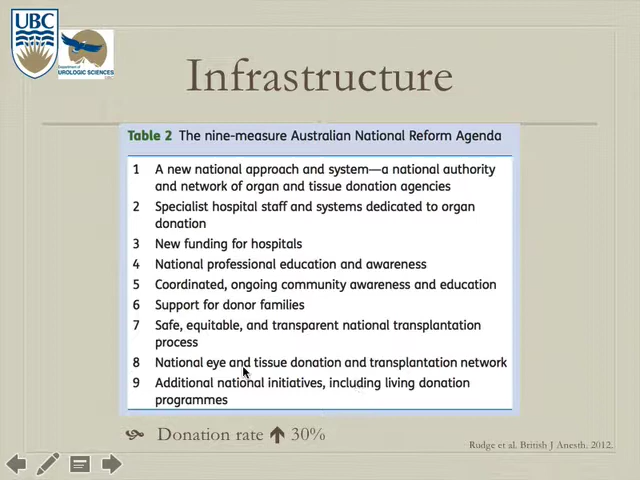 UBC
Department of
UROLOGIC SCIENCES
Infrastructure
Table 2 The nine-measure Australian National Reform Agenda
1 A new national approach and system—a national authority
and network of organ and tissue donation agencies
2 Specialist hospital staff and systems dedicated to organ
donation
3 New funding for hospitals
4 National professional education and awareness
5 Coordinated, ongoing community awareness and education
6 Support for donor families
7 Safe, equitable, and transparent national transplantation
process
8 National eye and tissue donation and transplantation network
9 Additional national initiatives, including living donation
programmes
Donation rate ↑ 30%
Rudge et al. British J Anesth. 2012.